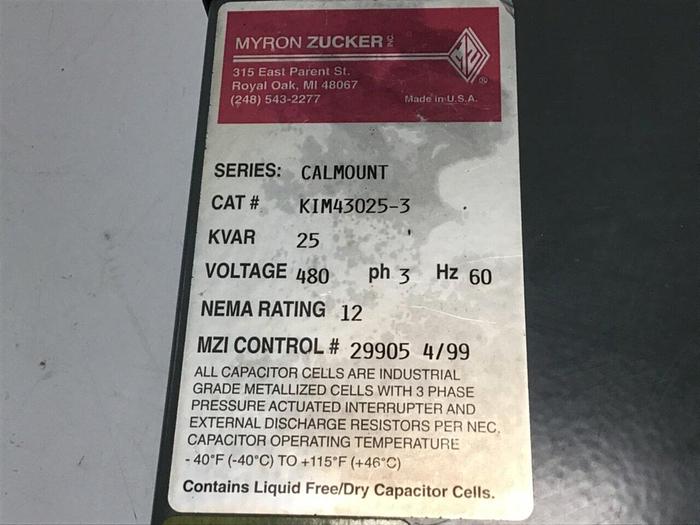 MYRON ZUCKER INC
315 East Parent St.
Royal Oak, MI 48067
(248) 543-2277
Made in U.S.A.
MZ
®
SERIES: CALMOUNT
CAT # KIM43025-3
KVAR 25
VOLTAGE 480 ph 3 Hz 60
NEMA RATING 12
MZI CONTROL # 29905 4/99
ALL CAPACITOR CELLS ARE INDUSTRIAL
GRADE METALLIZED CELLS WITH 3 PHASE
PRESSURE ACTUATED INTERRUPTER AND
EXTERNAL DISCHARGE RESISTORS PER NEC.
CAPACITOR OPERATING TEMPERATURE
- 40°F (-40°C) TO +115°F (+46°C)
Contains Liquid Free/Dry Capacitor Cells.